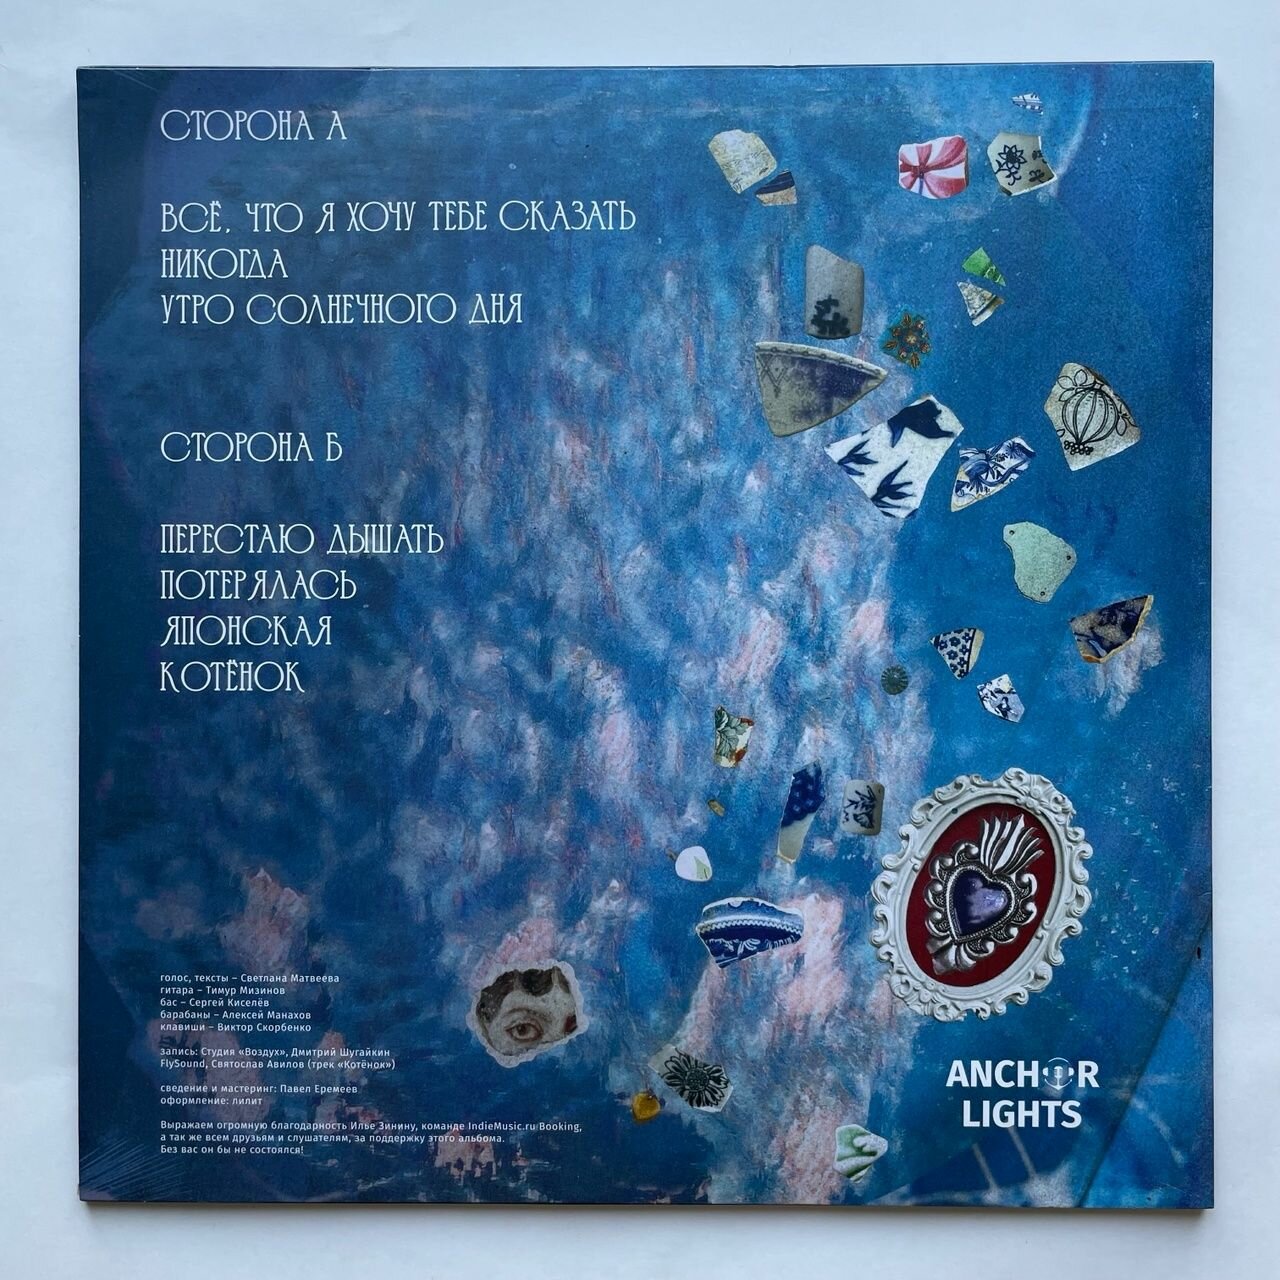 СТОРОНА А
ВСЁ, ЧТО Я ХОЧУ ТЕБЕ СКАЗАТЬ
НИКОГДА
УТРО СОЛНЕЧНОГО ДНЯ
СТОРОНА Б
ПЕРЕСТАЮ ДЫШАТЬ
ПОТЕРЯЛАСЬ
ЯПОНСКАЯ
КОТЁНОК
голос, тексты – Светлана Матвеева
гитара – Тимур Мизинов
бас – Сергей Киселёв
барабаны – Алексей Манахов
клавиши – Виктор Скорбенко
запись: Студия «Воздух», Дмитрий Шугайкин
FlySound, Святослав Авилов (трек «Котёнок»)
сведение и мастеринг: Павел Еремеев
оформление: лилит
Выражаем огромную благодарность Илье Зинину, команде IndieMusic.ru Booking,
а так же всем друзьям и слушателям, за поддержку этого альбома.
Без вас он бы не состоялся!
ANCHOR
LIGHTS